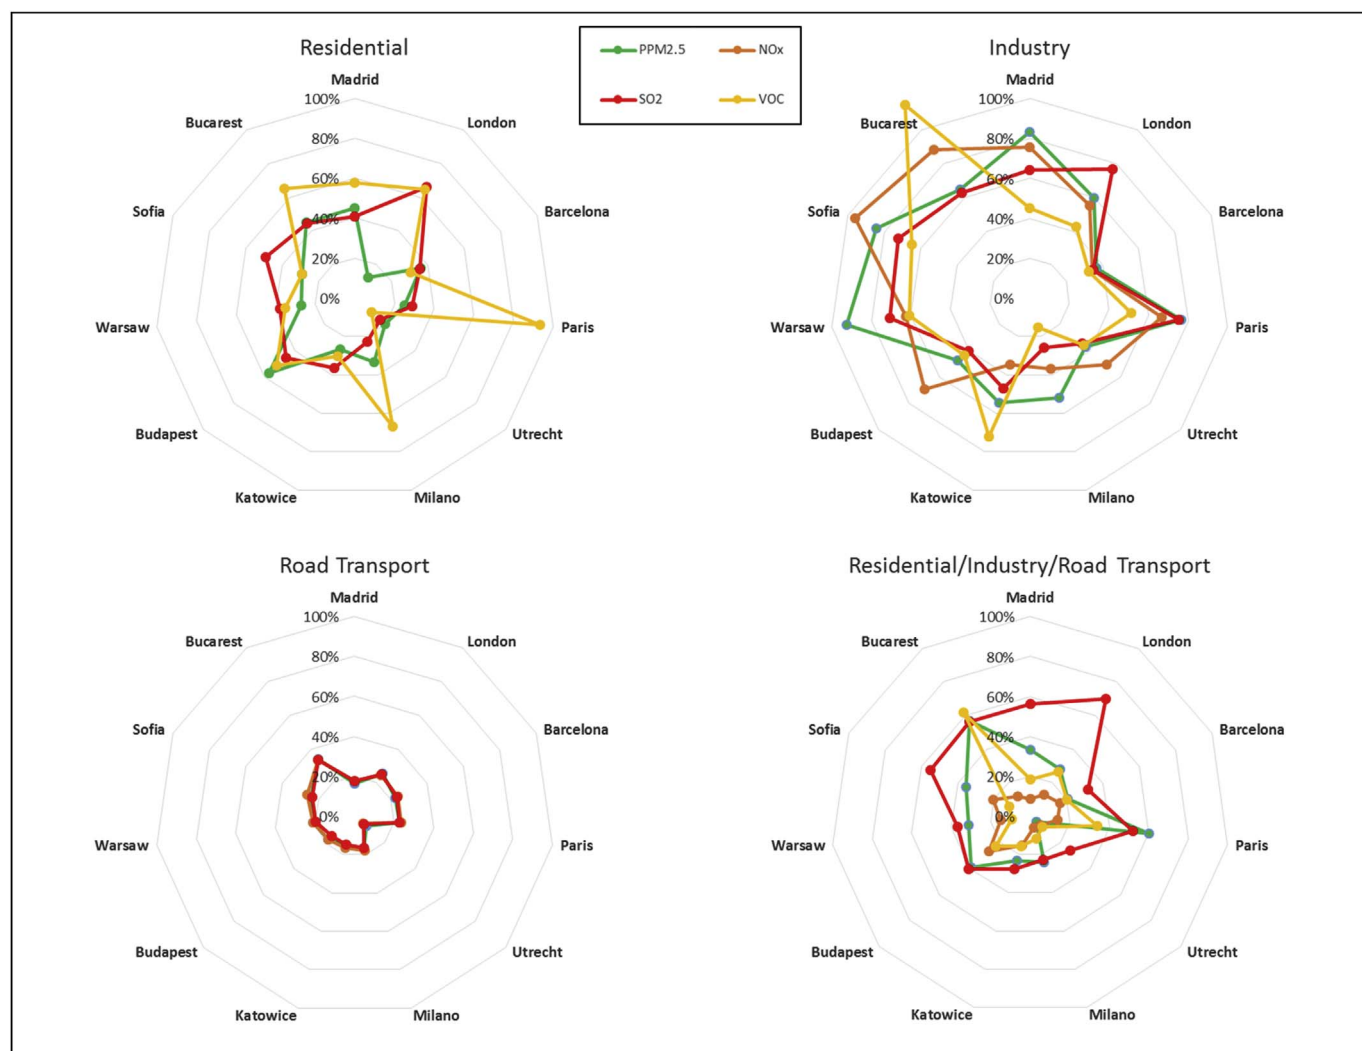 Residential
Industry
PPM2.5
NOx
SO2
VOC
Madrid
London
Barcelona
Paris
Utrecht
Milano
Katowice
Budapest
Warsaw
Sofia
Bucarest
100%
80%
60%
40%
20%
0%
Madrid
London
Barcelona
Paris
Utrecht
Milano
Katowice
Budapest
Warsaw
Sofia
Bucarest
100%
80%
60%
40%
20%
0%
Road Transport
Residential/Industry/Road Transport
Madrid
London
Barcelona
Paris
Utrecht
Milano
Katowice
Budapest
Warsaw
Sofia
Bucarest
100%
80%
60%
40%
20%
0%
Madrid
London
Barcelona
Paris
Utrecht
Milano
Katowice
Budapest
Warsaw
Sofia
Bucarest
100%
80%
60%
40%
20%
0%